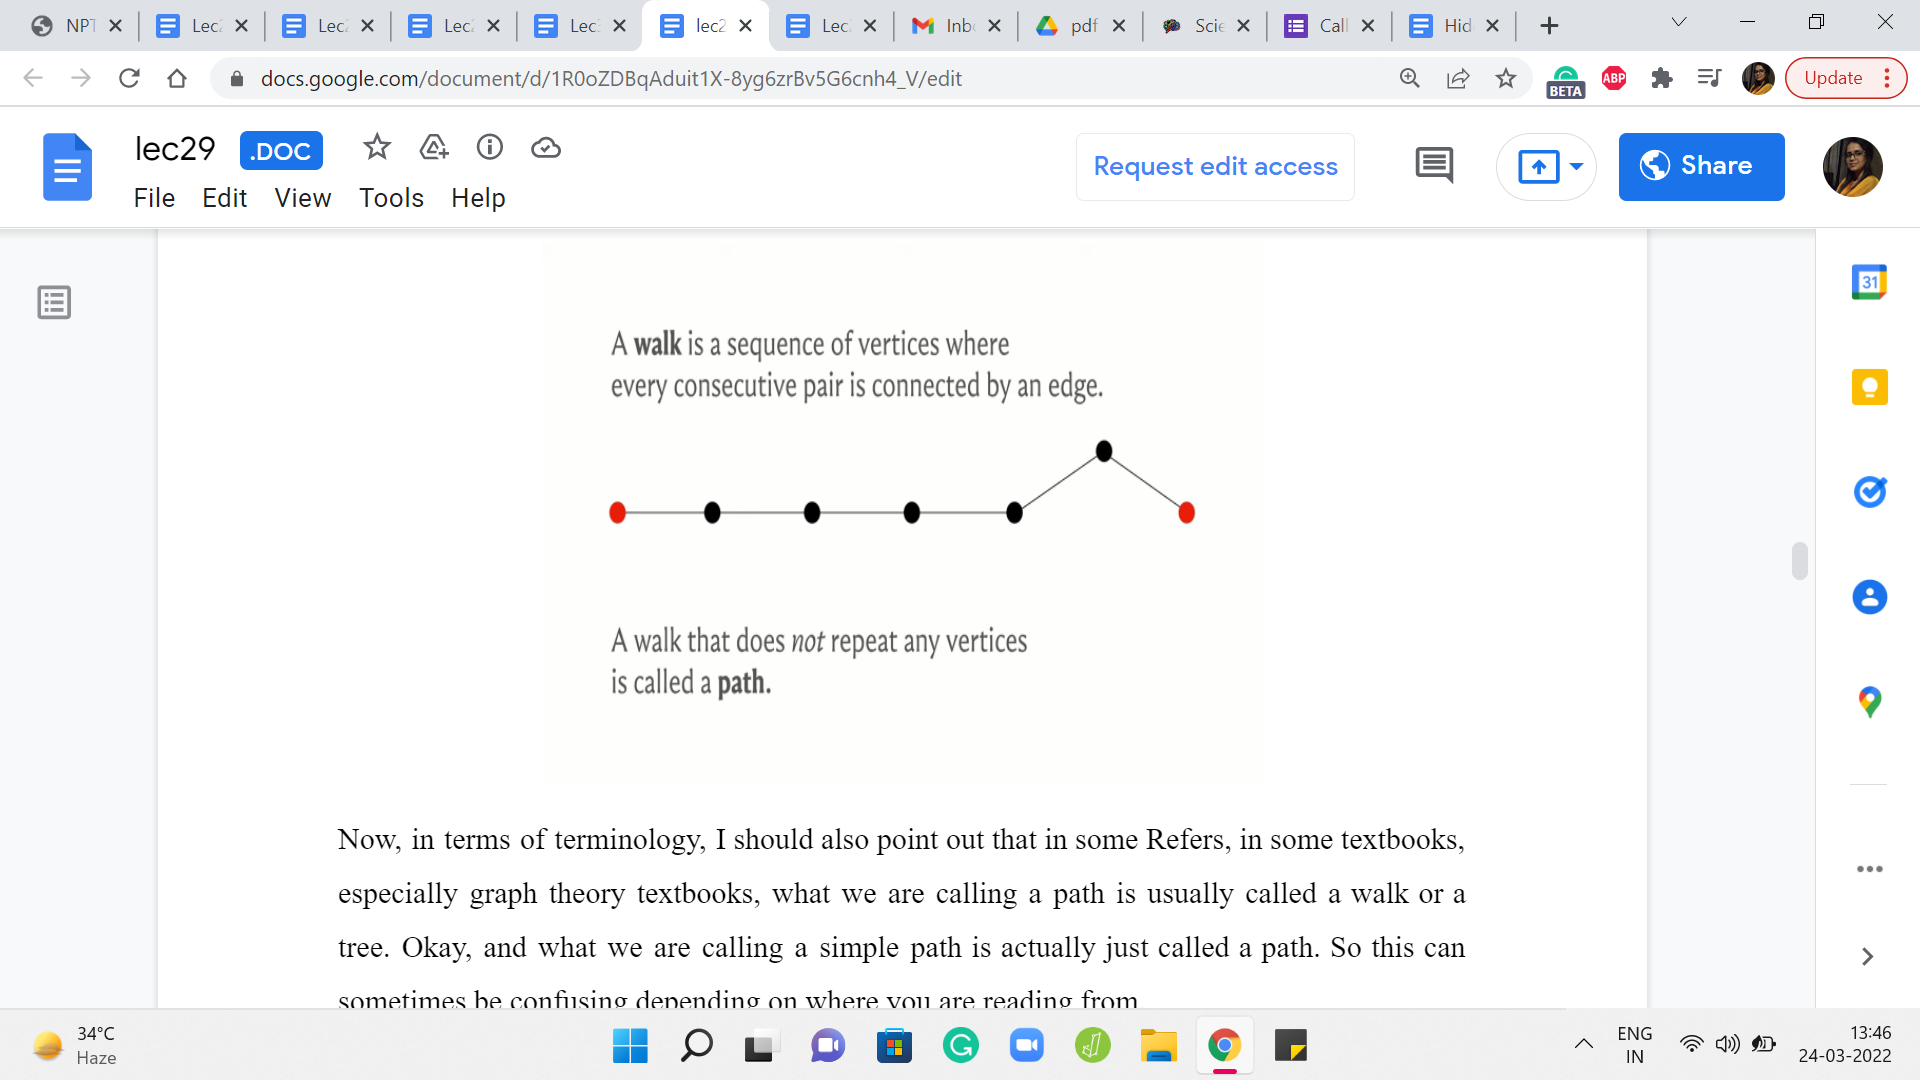 NPT
Lec2
Lec2
Lec2
Lec
lec2
Lec
Inb
pdf
Scie
Call
Hid
docs.google.com/document/d/1R0oZDBqAduit1X-8yg6zrBv5G6cnh4_V/edit
BETA
ABP
Update
lec29 .DOC
File Edit View Tools Help
Request edit access
Share
31
A walk is a sequence of vertices where
every consecutive pair is connected by an edge.
A walk that does not repeat any vertices
is called a path.
Now, in terms of terminology, I should also point out that in some Refers, in some textbooks,
especially graph theory textbooks, what we are calling a path is usually called a walk or a
tree. Okay, and what we are calling a simple path is actually just called a path. So this can
sometimes be confusing depending on where you are reading from
34°C
Haze
ENG
IN
13:46
24-03-2022